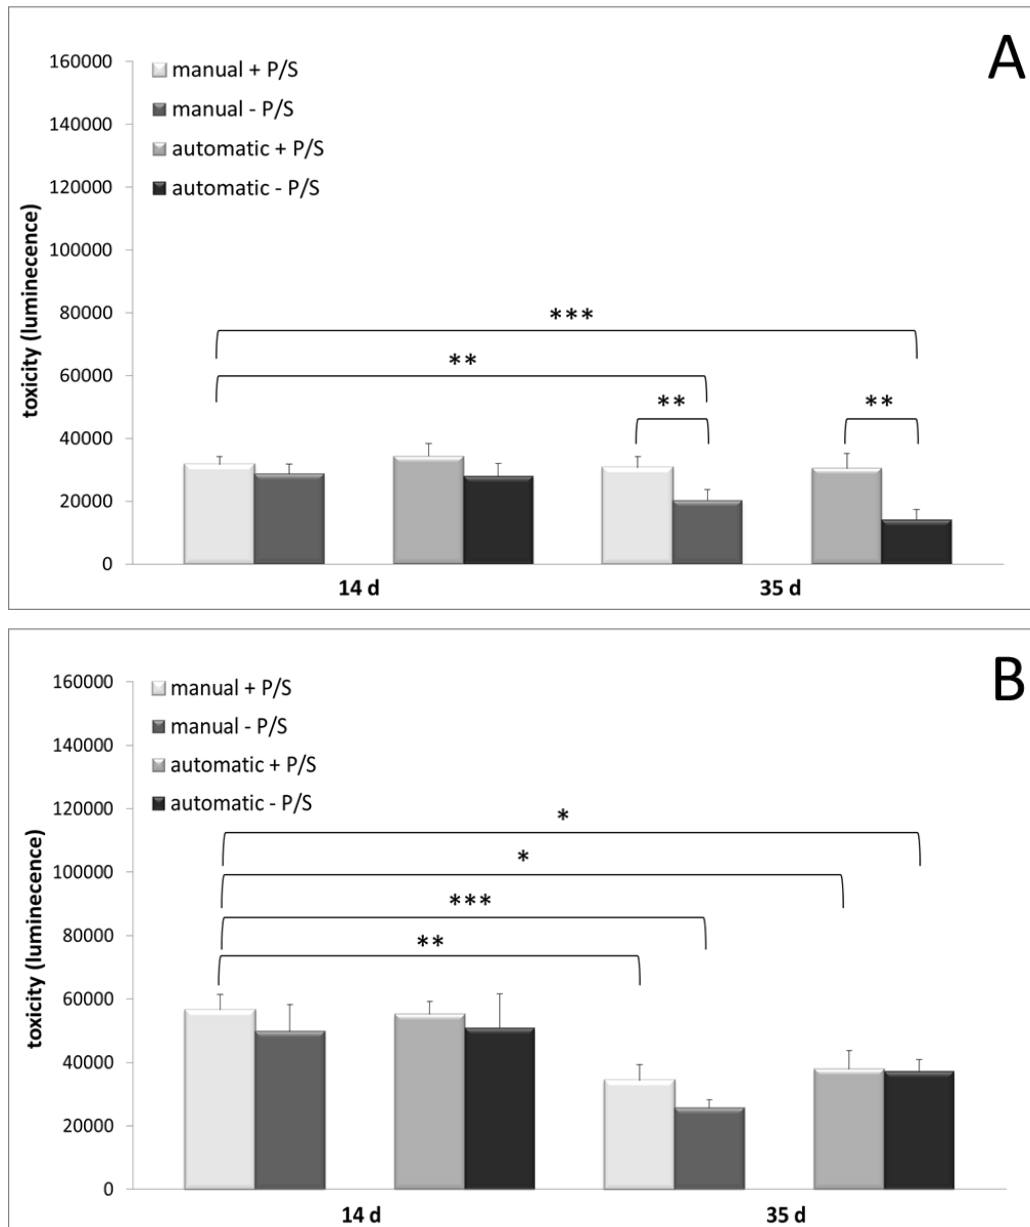 A
160000
140000
120000
100000
80000
60000
40000
20000
0
toxicity (luminecence)
manual + P/S
manual - P/S
automatic + P/S
automatic - P/S
***
**
** **
14 d 35 d
B
160000
140000
120000
100000
80000
60000
40000
20000
0
toxicity (luminecence)
manual + P/S
manual - P/S
automatic + P/S
automatic - P/S
*
*
***
**
14 d 35 d